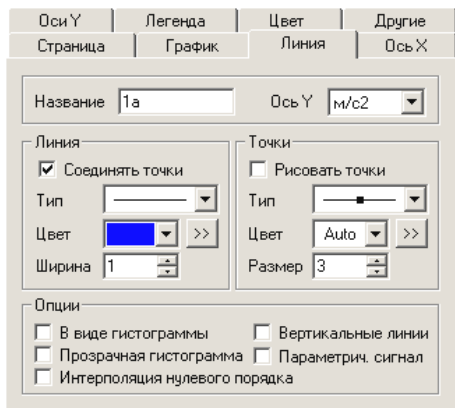 Оси Y Легенда Цвет Другие
Страница График Линия Ось X
Название 1а Ось Y м/с2
Линия Точки
Соединять точки Рисовать точки
Тип Тип
Цвет >> Цвет Auto >>
Ширина 1 Размер 3
Опции
В виде гистограммы Вертикальные линии
Прозрачная гистограмма Параметрич. сигнал
Интерполяция нулевого порядка